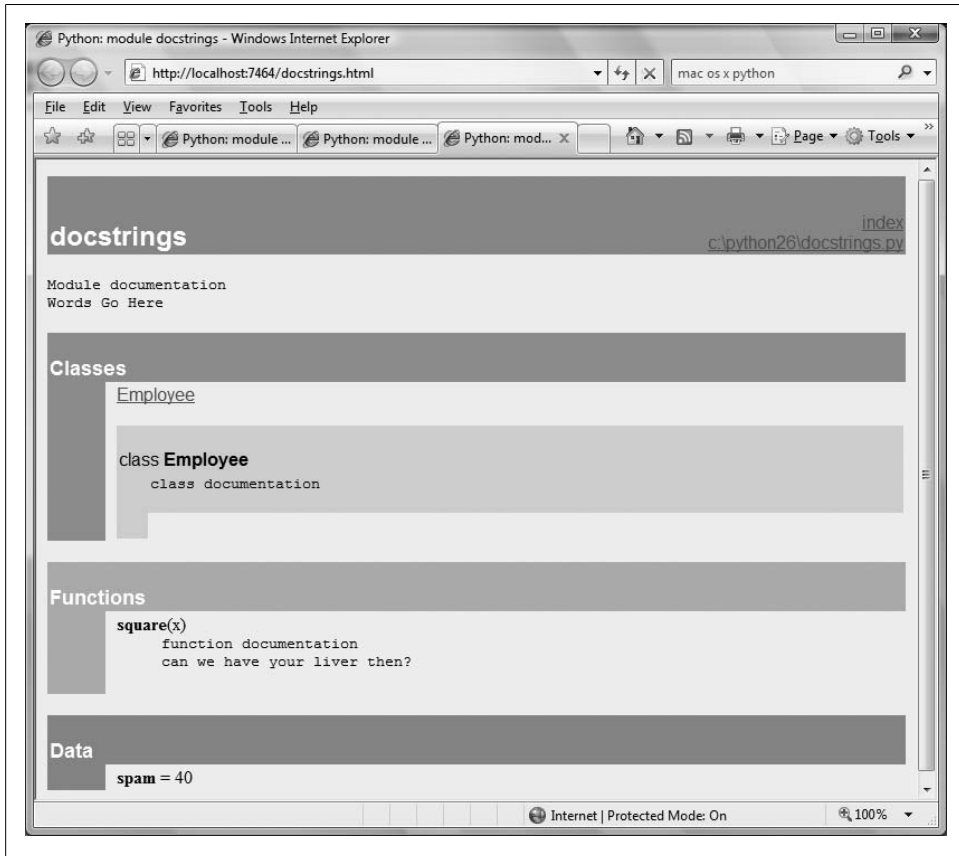 Python: module docstrings - Windows Internet Explorer
http://localhost:7464/docstrings.html
mac os x python
File Edit View Favorites Tools Help
Python: module ... Python: module ... Python: mod... Page Tools
docstrings
index
c:\python26\docstrings.py
Module documentation
Words Go Here
Classes
Employee
class Employee
class documentation
Functions
square(x)
function documentation
can we have your liver then?
Data
spam = 40
Internet | Protected Mode: On 100%